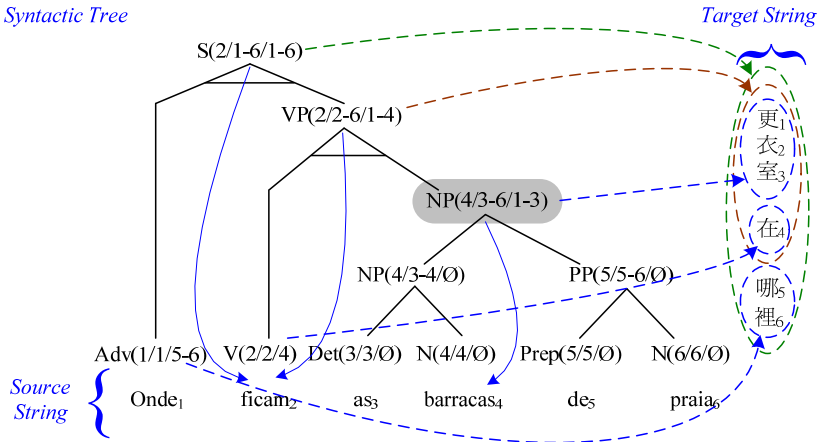 Syntactic Tree
Target String
S(2/1-6/1-6)
VP(2/2-6/1-4)
更1
衣2
室3
NP(4/3-6/1-3)
在4
NP(4/3-4/Ø)
PP(5/5-6/Ø)
哪5
裡6
Adv(1/1/5-6)
V(2/2/4)
Det(3/3/Ø)
N(4/4/Ø)
Prep(5/5/Ø)
N(6/6/Ø)
Source
String
Onde1
ficam2
as3
barracas4
de5
praia6